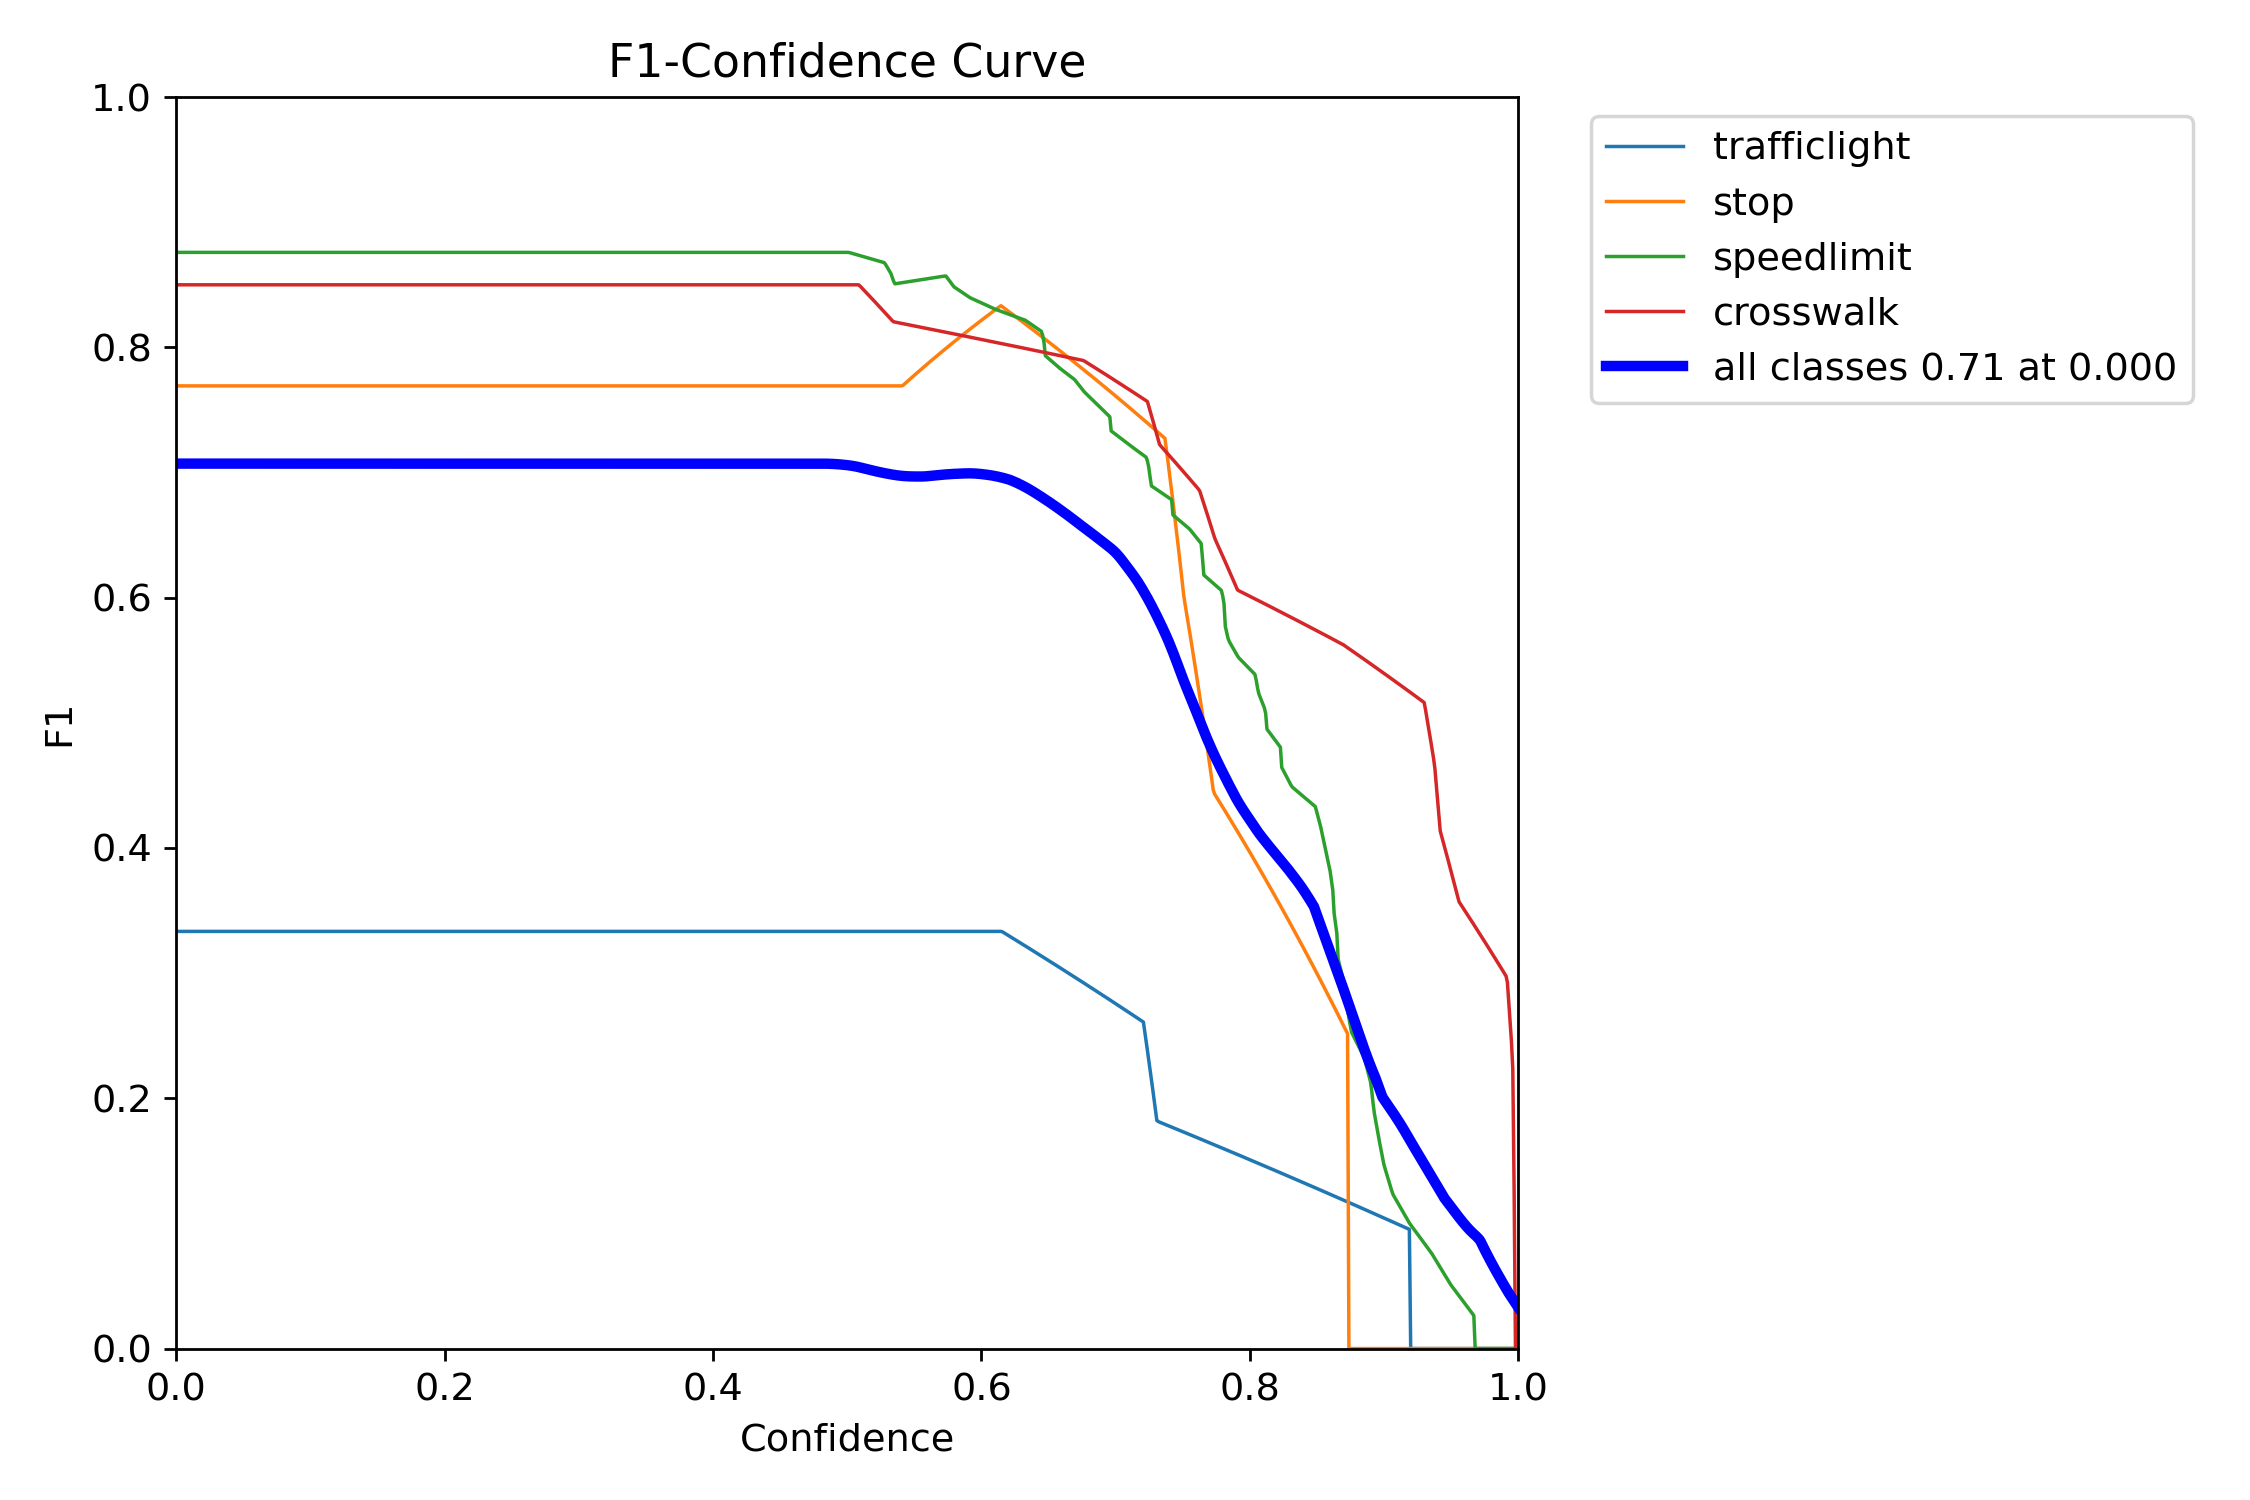 F1-Confidence Curve
1.0
0.8
0.6
0.4
0.2
0.0
F1
0.0 0.2 0.4 0.6 0.8 1.0
Confidence
trafficlight
stop
speedlimit
crosswalk
all classes 0.71 at 0.000